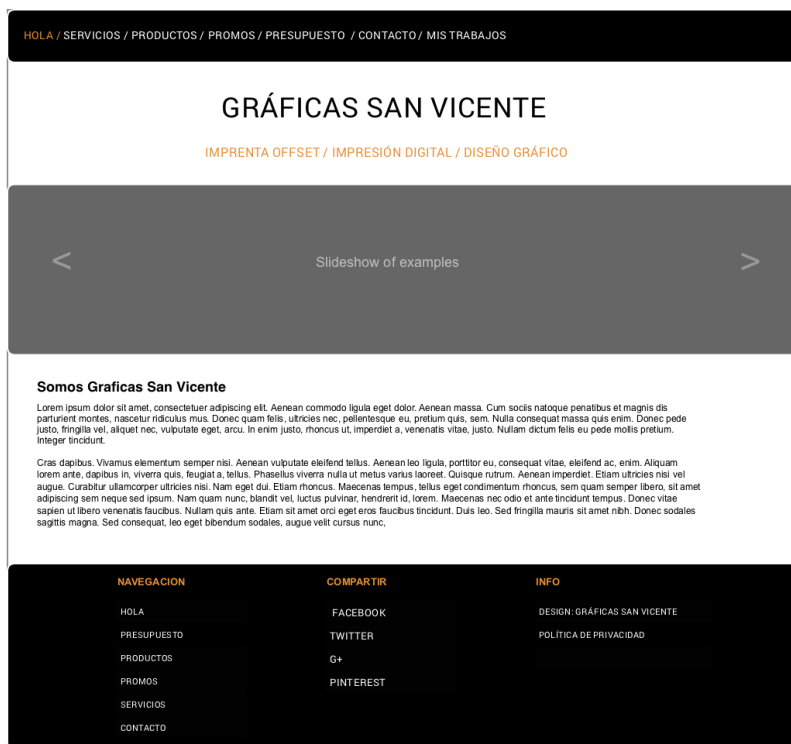 HOLA / SERVICIOS / PRODUCTOS / PROMOS / PRESUPUESTO / CONTACTO / MIS TRABAJOS
GRÁFICAS SAN VICENTE
IMPRENTA OFFSET / IMPRESIÓN DIGITAL / DISEÑO GRÁFICO
< Slideshow of examples >
Somos Graficas San Vicente
Lorem ipsum dolor sit amet, consectetuer adipiscing elit. Aenean commodo ligula eget dolor. Aenean massa. Cum sociis natoque penatibus et magnis dis
parturient montes, nascetur ridiculus mus. Donec quam felis, ultricies nec, pellentesque eu, pretium quis, sem. Nulla consequat massa quis enim. Donec pede
justo, fringilla vel, aliquet nec, vulputate eget, arcu. In enim justo, rhoncus ut, imperdiet a, venenatis vitae, justo. Nullam dictum felis eu pede mollis pretium.
Integer tincidunt.
Cras dapibus. Vivamus elementum semper nisi. Aenean vulputate eleifend tellus. Aenean leo ligula, porttitor eu, consequat vitae, eleifend ac, enim. Aliquam
lorem ante, dapibus in, viverra quis, feugiat a, tellus. Phasellus viverra nulla ut metus varius laoreet. Quisque rutrum. Aenean imperdiet. Etiam ultricies nisi vel
augue. Curabitur ullamcorper ultricies nisi. Nam eget dui. Etiam rhoncus. Maecenas tempus, tellus eget condimentum rhoncus, sem quam semper libero, sit amet
adipiscing sem neque sed ipsum. Nam quam nunc, blandit vel, luctus pulvinar, hendrerit id, lorem. Maecenas nec odio et ante tincidunt tempus. Donec vitae
sapien ut libero venenatis faucibus. Nullam quis ante. Etiam sit amet orci eget eros faucibus tincidunt. Duis leo. Sed fringilla mauris sit amet nibh. Donec sodales
sagittis magna. Sed consequat, leo eget bibendum sodales, augue velit cursus nunc,
NAVEGACION
HOLA
PRESUPUESTO
PRODUCTOS
PROMOS
SERVICIOS
CONTACTO
COMPARTIR
FACEBOOK
TWITTER
G+
PINTEREST
INFO
DESIGN: GRÁFICAS SAN VICENTE
POLÍTICA DE PRIVACIDAD